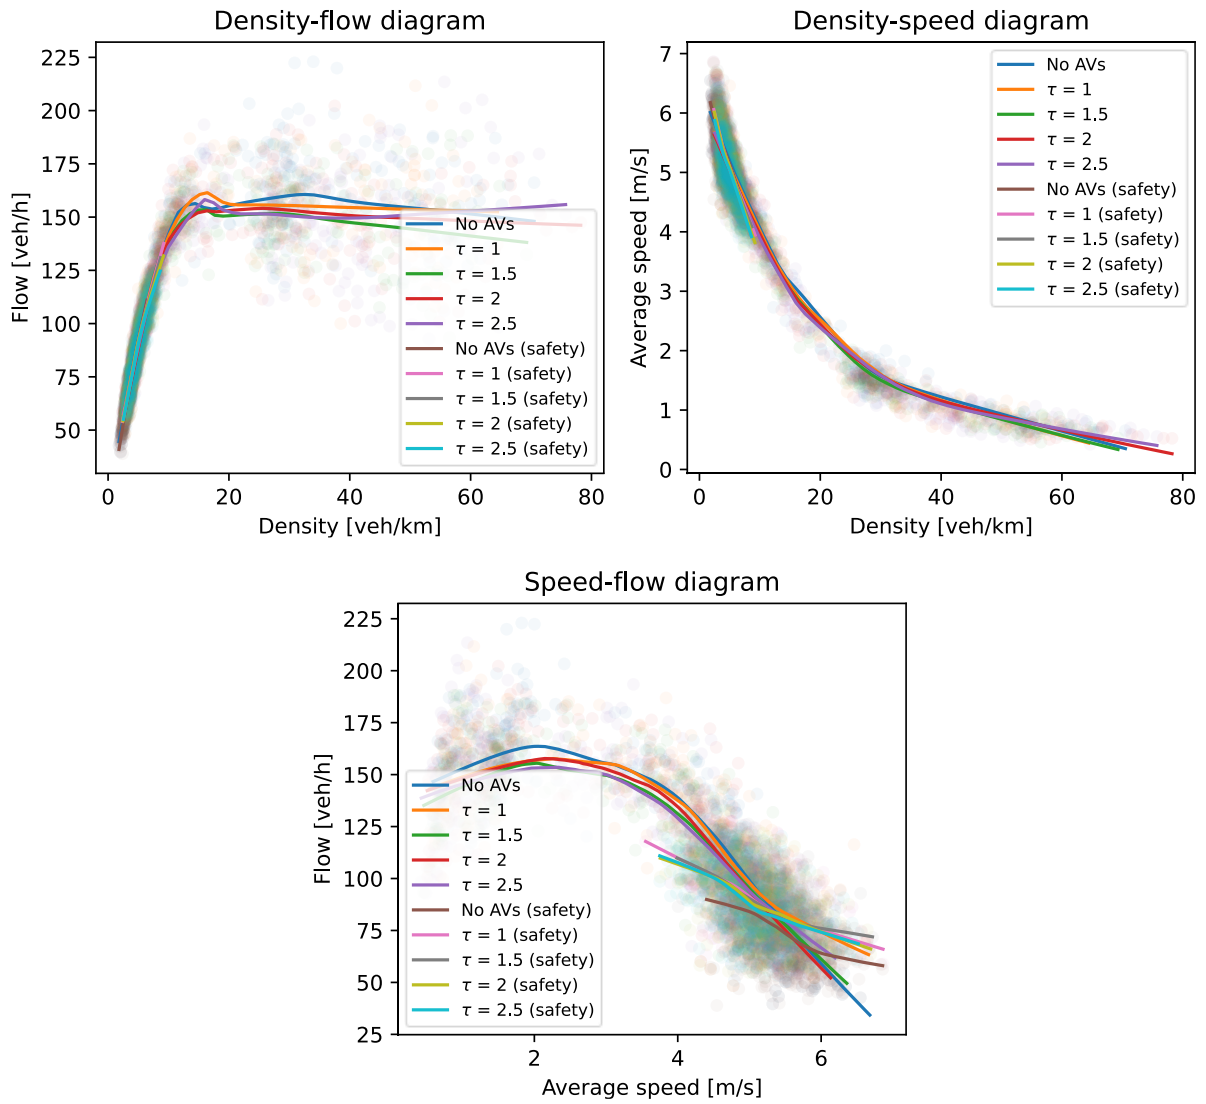 Density-flow diagram
225
200
175
150
125
100
75
50
Flow [veh/h]
No AVs
τ = 1
τ = 1.5
τ = 2
τ = 2.5
No AVs (safety)
τ = 1 (safety)
τ = 1.5 (safety)
τ = 2 (safety)
τ = 2.5 (safety)
0 20 40 60 80
Density [veh/km]
Density-speed diagram
7
6
5
4
3
2
1
0
Average speed [m/s]
No AVs
τ = 1
τ = 1.5
τ = 2
τ = 2.5
No AVs (safety)
τ = 1 (safety)
τ = 1.5 (safety)
τ = 2 (safety)
τ = 2.5 (safety)
0 20 40 60 80
Density [veh/km]
Speed-flow diagram
225
200
175
150
125
100
75
50
25
Flow [veh/h]
No AVs
τ = 1
τ = 1.5
τ = 2
τ = 2.5
No AVs (safety)
τ = 1 (safety)
τ = 1.5 (safety)
τ = 2 (safety)
τ = 2.5 (safety)
2 4 6
Average speed [m/s]